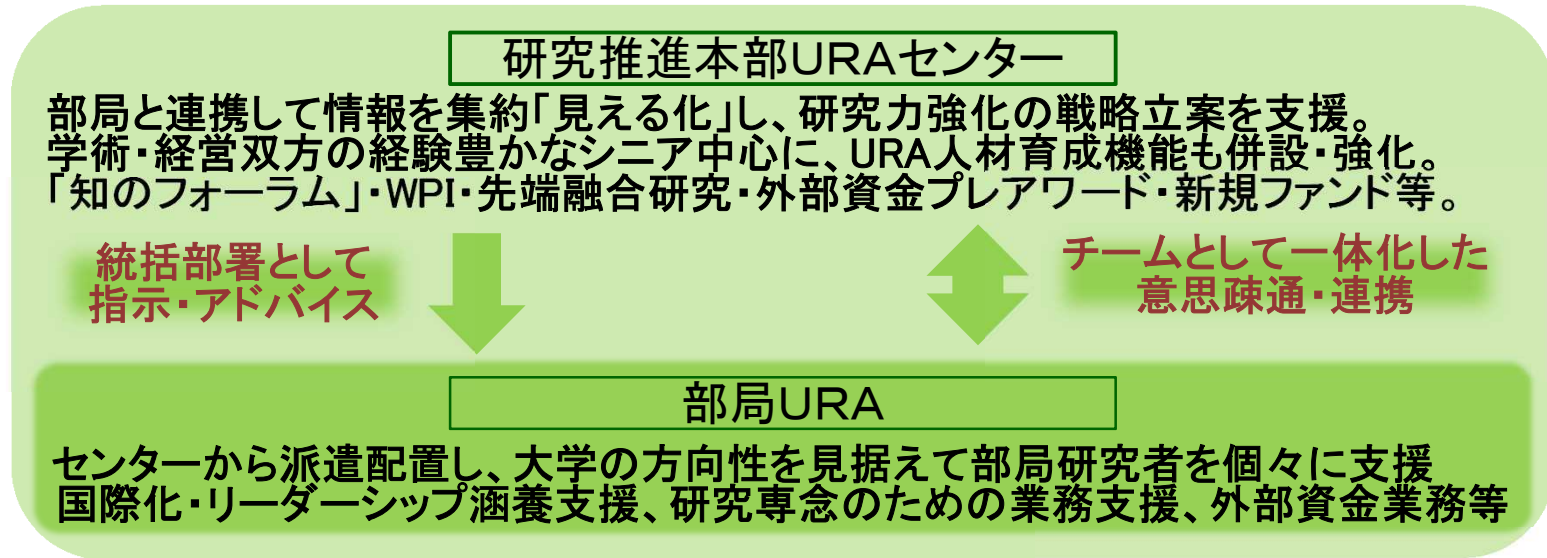 研究推進本部URAセンター
部局と連携して情報を集約「見える化」し、研究力強化の戦略立案を支援。
学術・経営双方の経験豊かなシニア中心に、URA人材育成機能も併設・強化。
「知のフォーラム」・WPI・先端融合研究・外部資金プレアワード・新規ファンド等。
統括部署として
指示・アドバイス
チームとして一体化した
意思疎通・連携
部局URA
センターから派遣配置し、大学の方向性を見据えて部局研究者を個々に支援
国際化・リーダーシップ涵養支援、研究専念のための業務支援、外部資金業務等